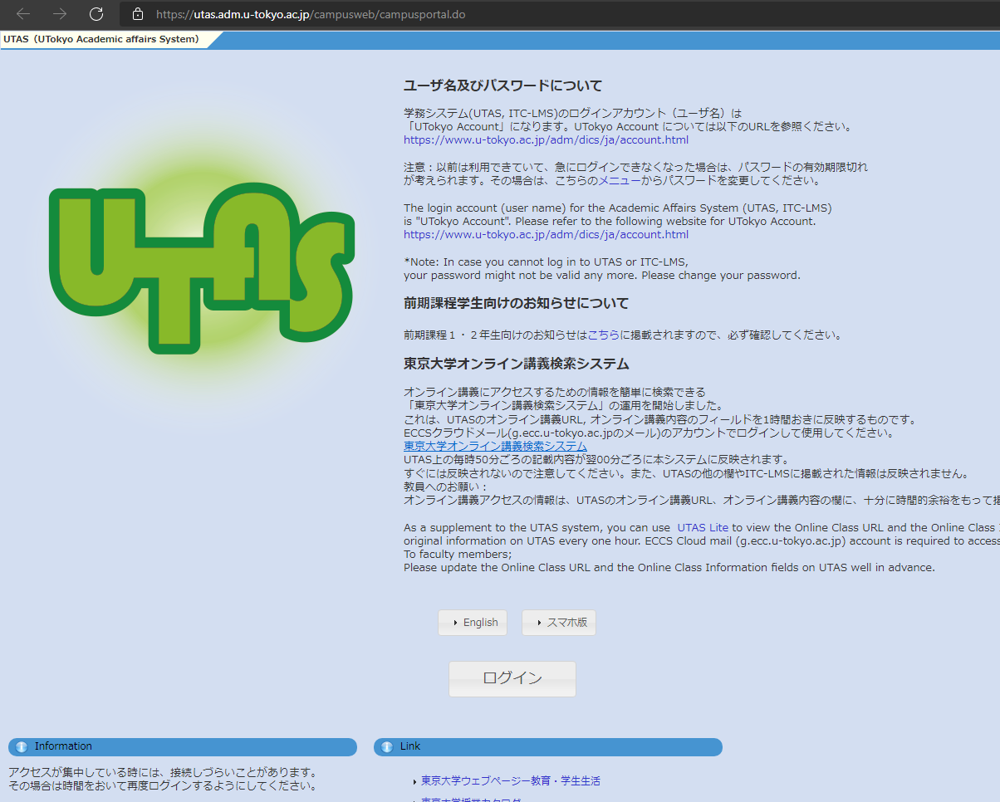 https://utas.adm.u-tokyo.ac.jp/campusweb/campusportal.do
UTAS（UTokyo Academic affairs System）
UTAS
ユーザ名及びパスワードについて
学務システム(UTAS, ITC-LMS)のログインアカウント（ユーザ名）は
「UTokyo Account」になります。UTokyo Account については以下のURLを参照ください。
https://www.u-tokyo.ac.jp/adm/dics/ja/account.html
注意：以前は利用できていて、急にログインできなくなった場合は、パスワードの有効期限切れ
が考えられます。その場合は、こちらのメニューからパスワードを変更してください。
The login account (user name) for the Academic Affairs System (UTAS, ITC-LMS)
is "UTokyo Account". Please refer to the following website for UTokyo Account.
https://www.u-tokyo.ac.jp/adm/dics/ja/account.html
*Note: In case you cannot log in to UTAS or ITC-LMS,
your password might not be valid any more. Please change your password.
前期課程学生向けのお知らせについて
前期課程１・２年生向けのお知らせはこちらに掲載されますので、必ず確認してください。
東京大学オンライン講義検索システム
オンライン講義にアクセスするための情報を簡単に検索できる
「東京大学オンライン講義検索システム」の運用を開始しました。
これは、UTASのオンライン講義URL, オンライン講義内容のフィールドを1時間おきに反映するものです。
ECCSクラウドメール(g.ecc.u-tokyo.ac.jpのメール)のアカウントでログインして使用してください。
東京大学オンライン講義検索システム
UTAS上の毎時50分ごろの記載内容が翌00分ごろに本システムに反映されます。
すぐには反映されないので注意してください。また、UTASの他の欄やITC-LMSに掲載された情報は反映されません。
教員へのお願い：
オンライン講義アクセスの情報は、UTASのオンライン講義URL、オンライン講義内容の欄に、十分に時間的余裕をもって掲
As a supplement to the UTAS system, you can use UTAS Lite to view the Online Class URL and the Online Class
original information on UTAS every one hour. ECCS Cloud mail (g.ecc.u-tokyo.ac.jp) account is required to access
To faculty members;
Please update the Online Class URL and the Online Class Information fields on UTAS well in advance.
English
スマホ版
ログイン
Information
アクセスが集中している時には、接続しづらいことがあります。
その場合は時間をおいて再度ログインするようにしてください。
Link
東京大学ウェブページー教育・学生生活
東京大学授業カタログ